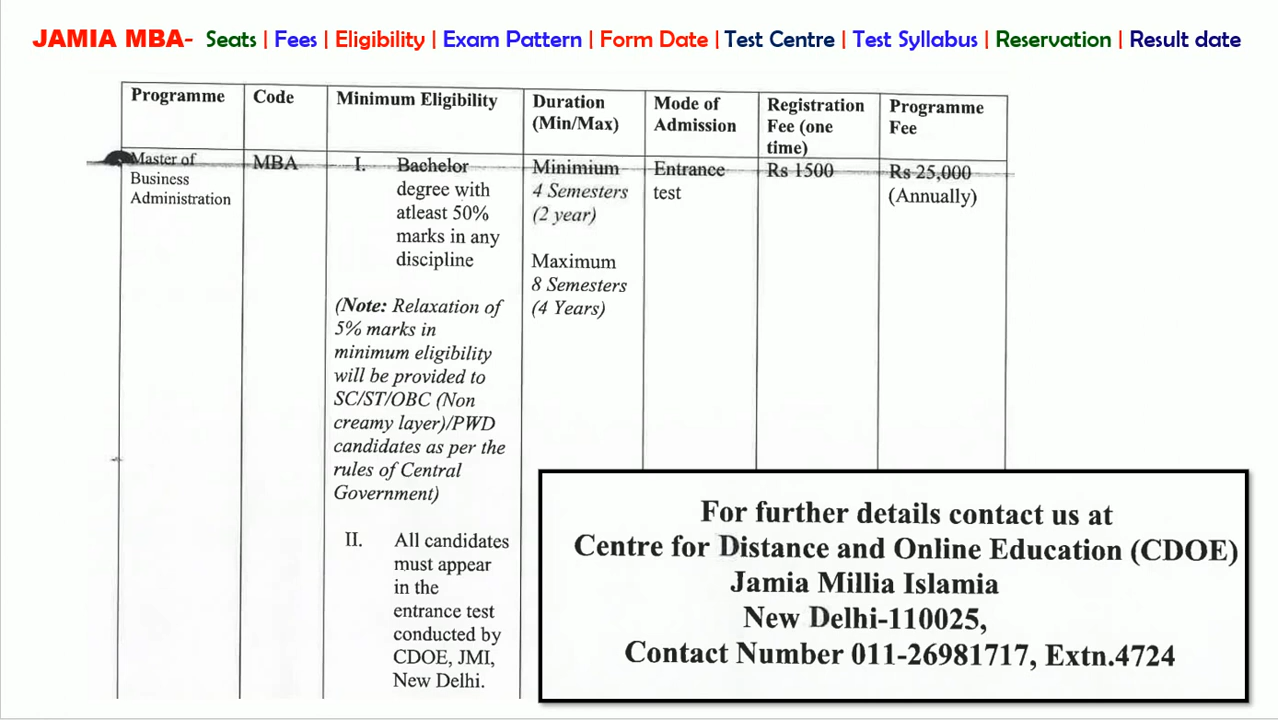 JAMIA MBA- Seats | Fees | Eligibility | Exam Pattern | Form Date | Test Centre | Test Syllabus | Reservation | Result date
Programme
Code
Minimum Eligibility
Duration
(Min/Max)
Mode of
Admission
Registration
Fee (one
time)
Programme
Fee
Master of
Business
Administration
MBA
I. Bachelor
degree with
atleast 50%
marks in any
discipline
(Note: Relaxation of
5% marks in
minimum eligibility
will be provided to
SC/ST/OBC (Non
creamy layer)/PWD
candidates as per the
rules of Central
Government)
II. All candidates
must appear
in the
entrance test
conducted by
CDOE, JMI,
New Delhi.
Minimium
4 Semesters
(2 year)
Maximum
8 Semesters
(4 Years)
Entrance
test
Rs 1500
Rs 25,000
(Annually)
For further details contact us at
Centre for Distance and Online Education (CDOE)
Jamia Millia Islamia
New Delhi-110025,
Contact Number 011-26981717, Extn.4724